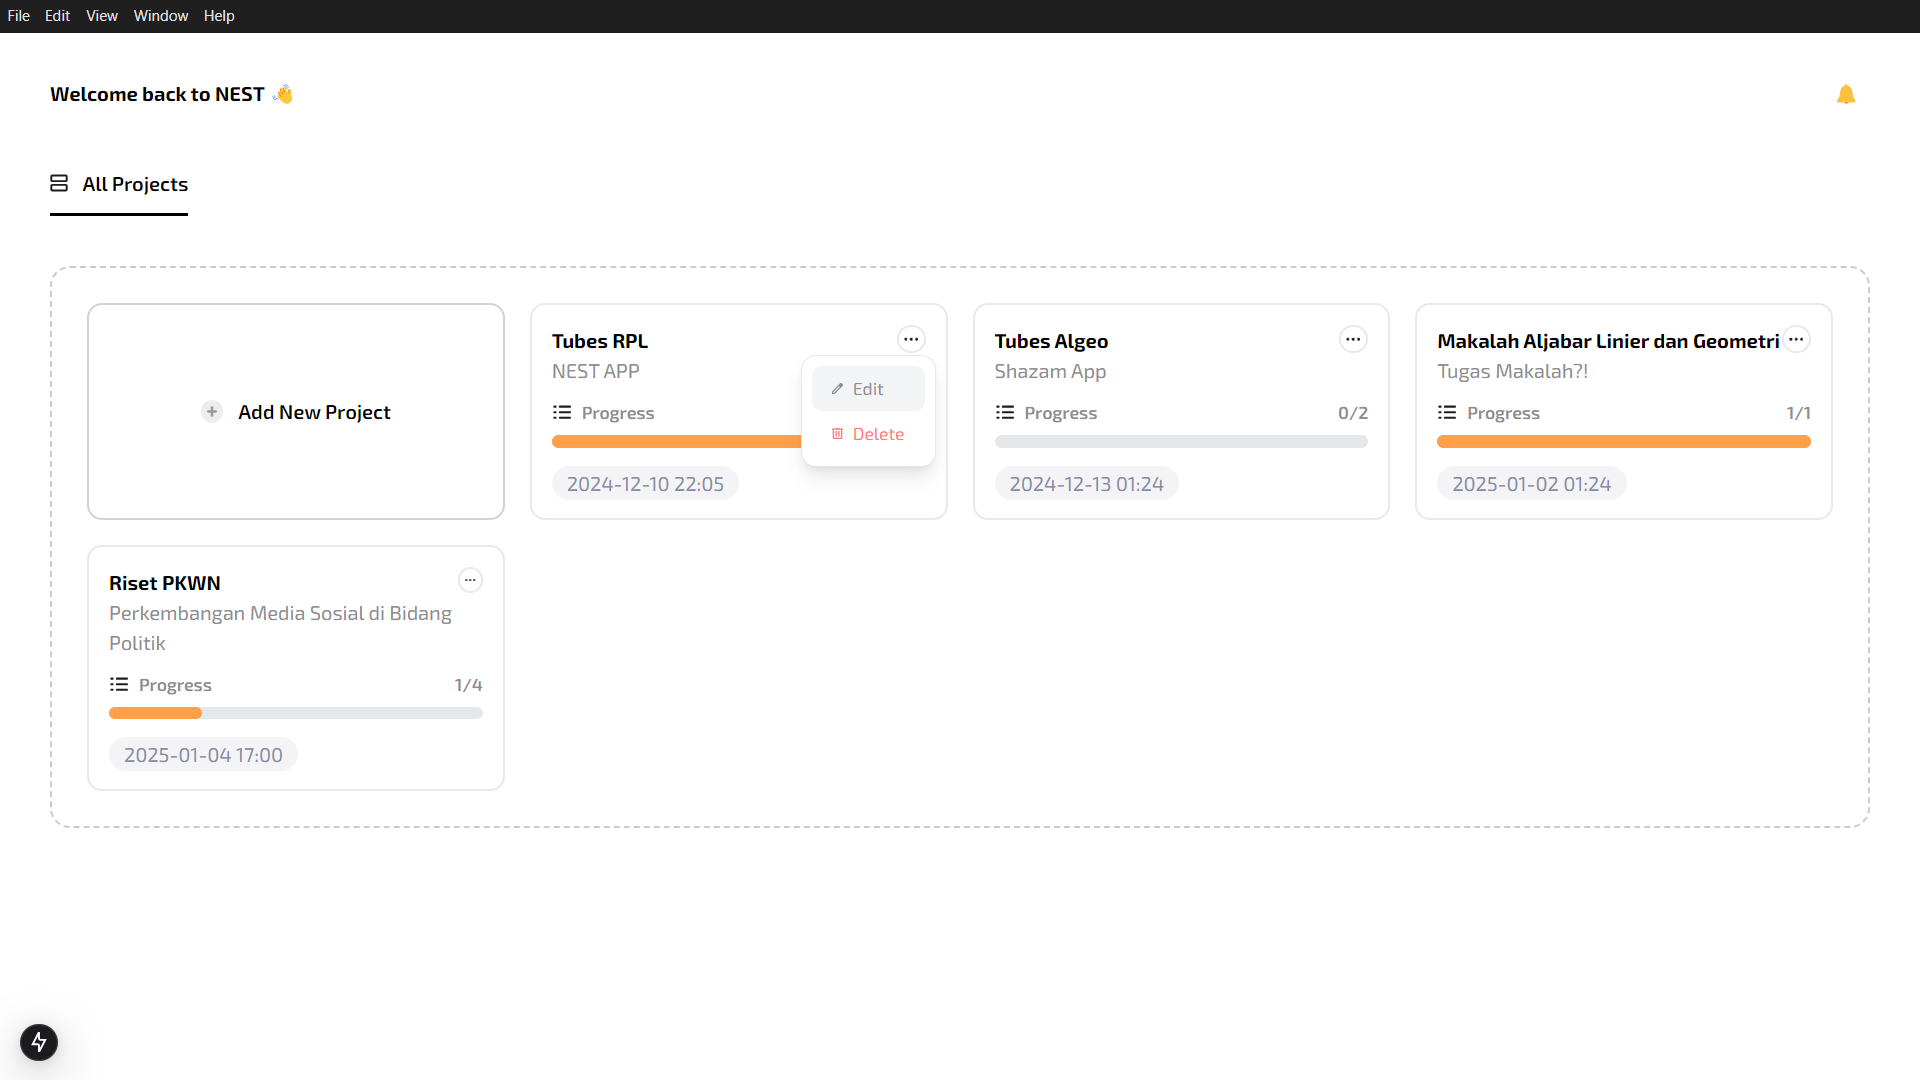 File Edit View Window Help
Welcome back to NEST 👋
All Projects
Add New Project
Tubes RPL
NEST APP
Edit
Progress
Delete
2024-12-10 22:05
Tubes Algeo
Shazam App
Progress 0/2
2024-12-13 01:24
Makalah Aljabar Linier dan Geometri
Tugas Makalah?!
Progress 1/1
2025-01-02 01:24
Riset PKWN
Perkembangan Media Sosial di Bidang
Politik
Progress 1/4
2025-01-04 17:00